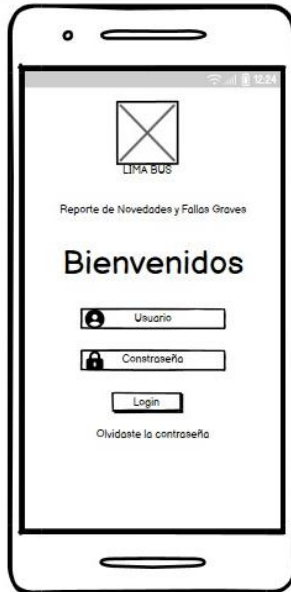 12:24
LIMA BUS
Reporte de Novedades y Fallas Graves
Bienvenidos
Usuario
Constraseña
Login
Olvidaste la contraseña